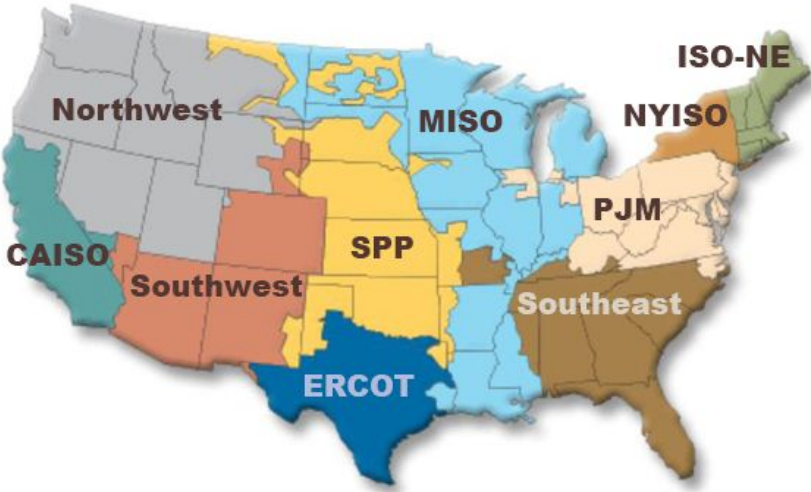 ISO-NE
Northwest
MISO
NYISO
PJM
CAISO
SPP
Southwest
Southeast
ERCOT